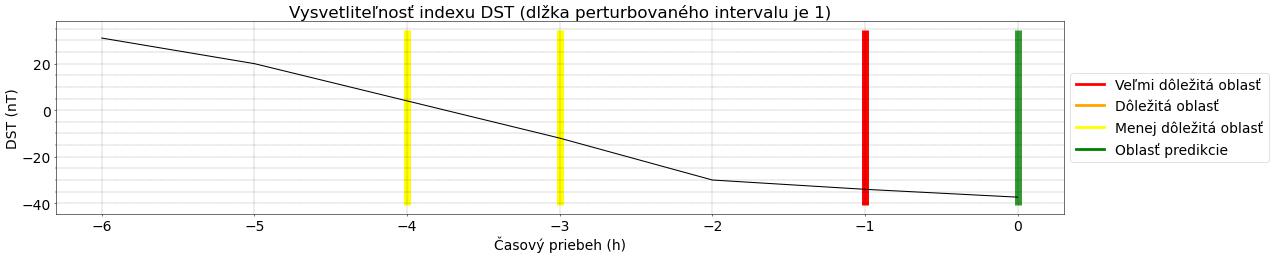 Vysvetliteľnosť indexu DST (dĺžka perturbovaného intervalu je 1)
DST (nT)
20
0
−20
−40
−6
−5
−4
−3
−2
−1
0
Časový priebeh (h)
Veľmi dôležitá oblasť
Dôležitá oblasť
Menej dôležitá oblasť
Oblasť predikcie